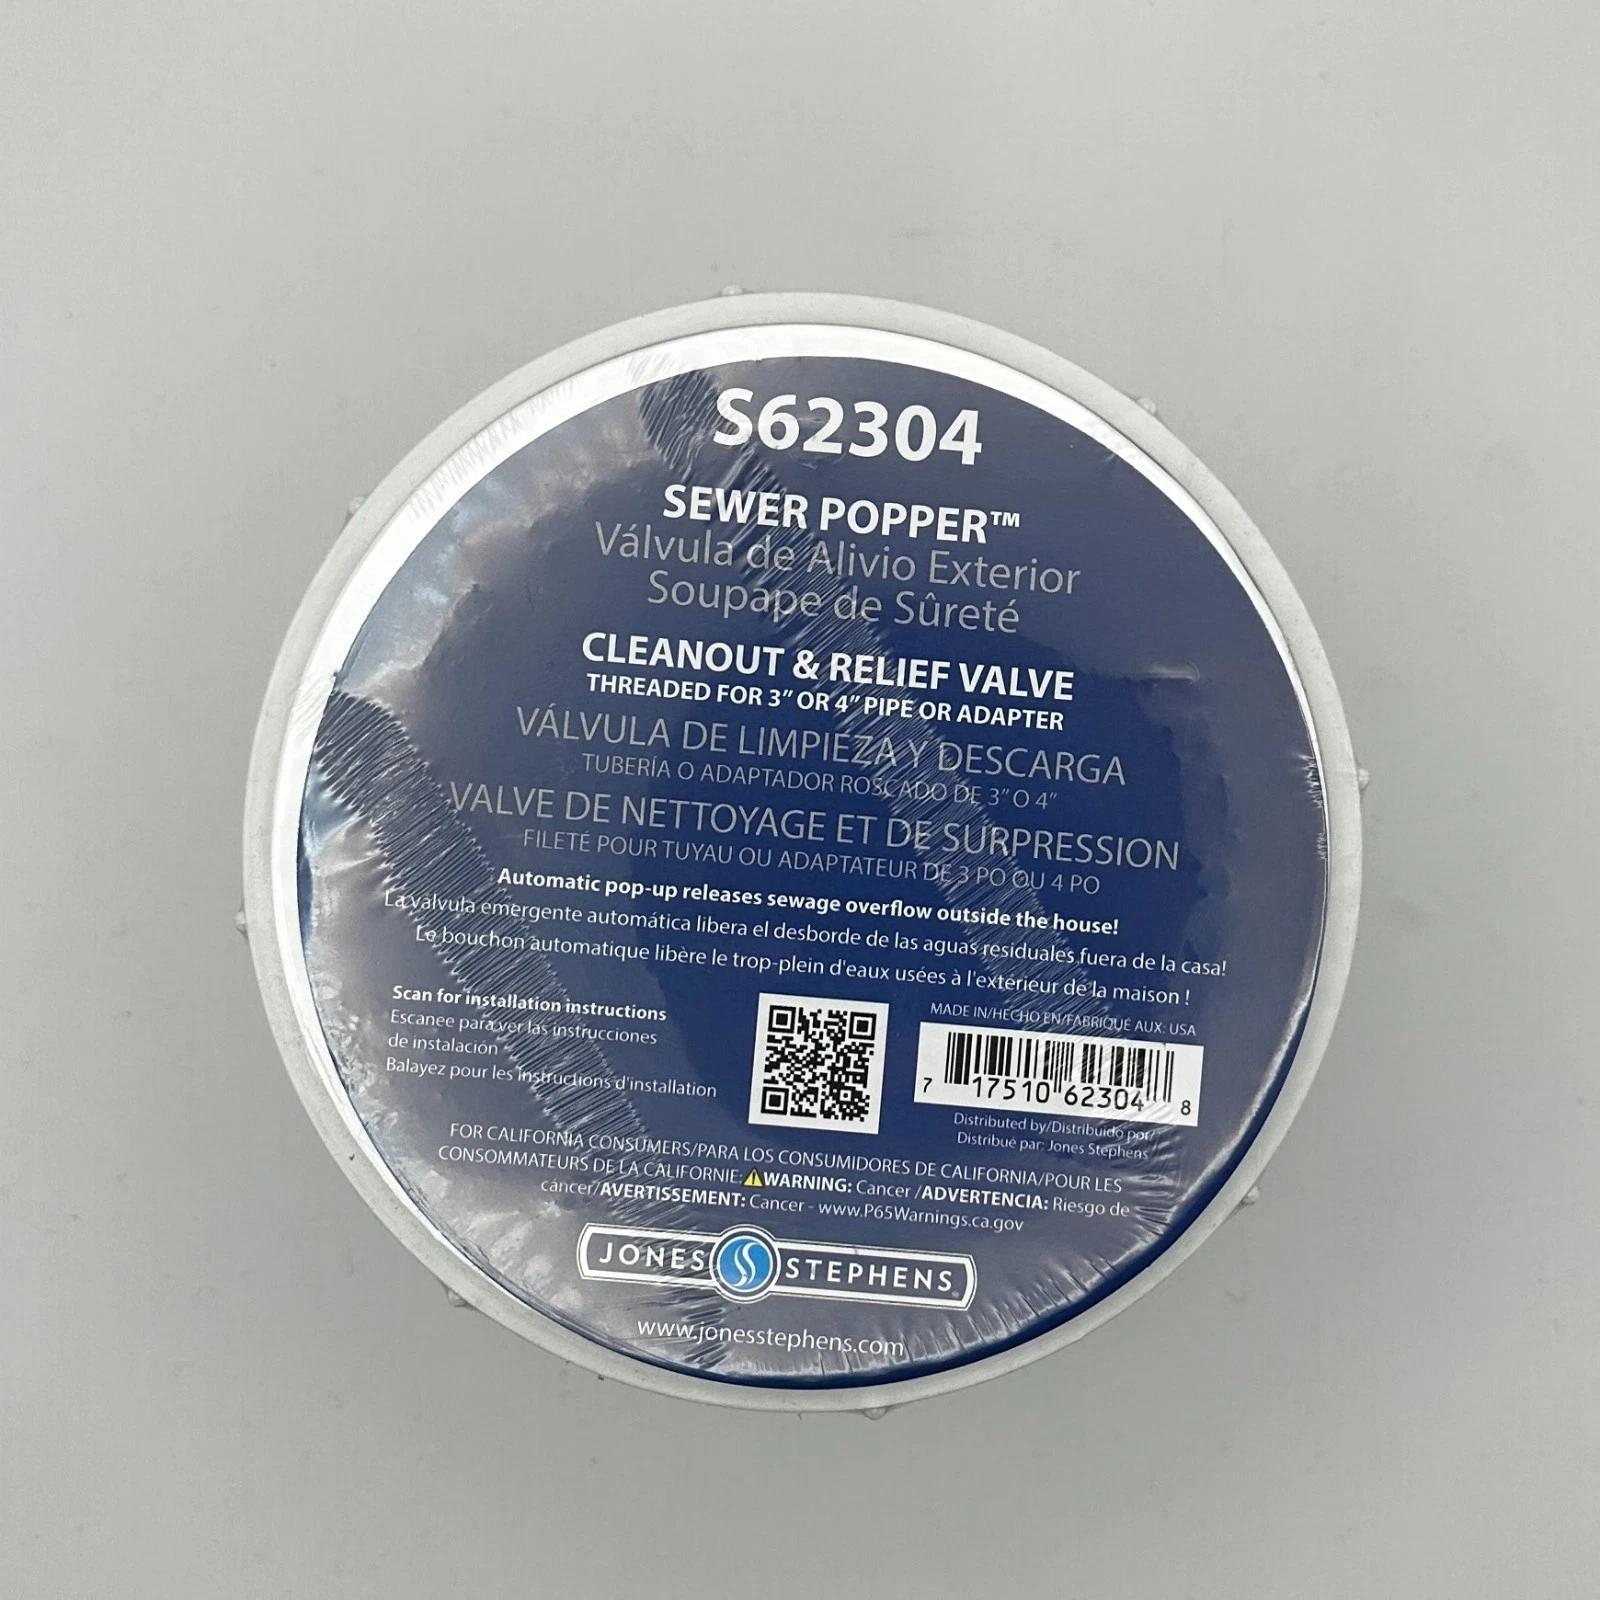 S62304
SEWER POPPER™
Válvula de Alivio Exterior
Soupape de Sûreté
CLEANOUT & RELIEF VALVE
THREADED FOR 3” OR 4” PIPE OR ADAPTER
VÁLVULA DE LIMPIEZA Y DESCARGA
TUBERÍA O ADAPTADOR ROSCADO DE 3” O 4”
VALVE DE NETTOYAGE ET DE SURPRESSION
FILETÉ POUR TUYAU OU ADAPTATEUR DE 3 PO OU 4 PO
Automatic pop-up releases sewage overflow outside the house!
La válvula emergente automática libera el desborde de las aguas residuales fuera de la casa!
Le bouchon automatique libère le trop-plein d'eaux usées à l'extérieur de la maison !
Scan for installation instructions
Escanee para ver las instrucciones
de instalación
Balayez pour les instructions d'installation
MADE IN/HECHO EN/FABRIQUÉ AUX: USA
7 17510 62304 8
Distributed by/Distribuido por/
Distribué par: Jones Stephens
FOR CALIFORNIA CONSUMERS/PARA LOS CONSUMIDORES DE CALIFORNIA/POUR LES
CONSOMMATEURS DE LA CALIFORNIE: ⚠WARNING: Cancer /ADVERTENCIA: Riesgo de
cáncer/AVERTISSEMENT: Cancer - www.P65Warnings.ca.gov
JONES STEPHENS®
www.jonesstephens.com